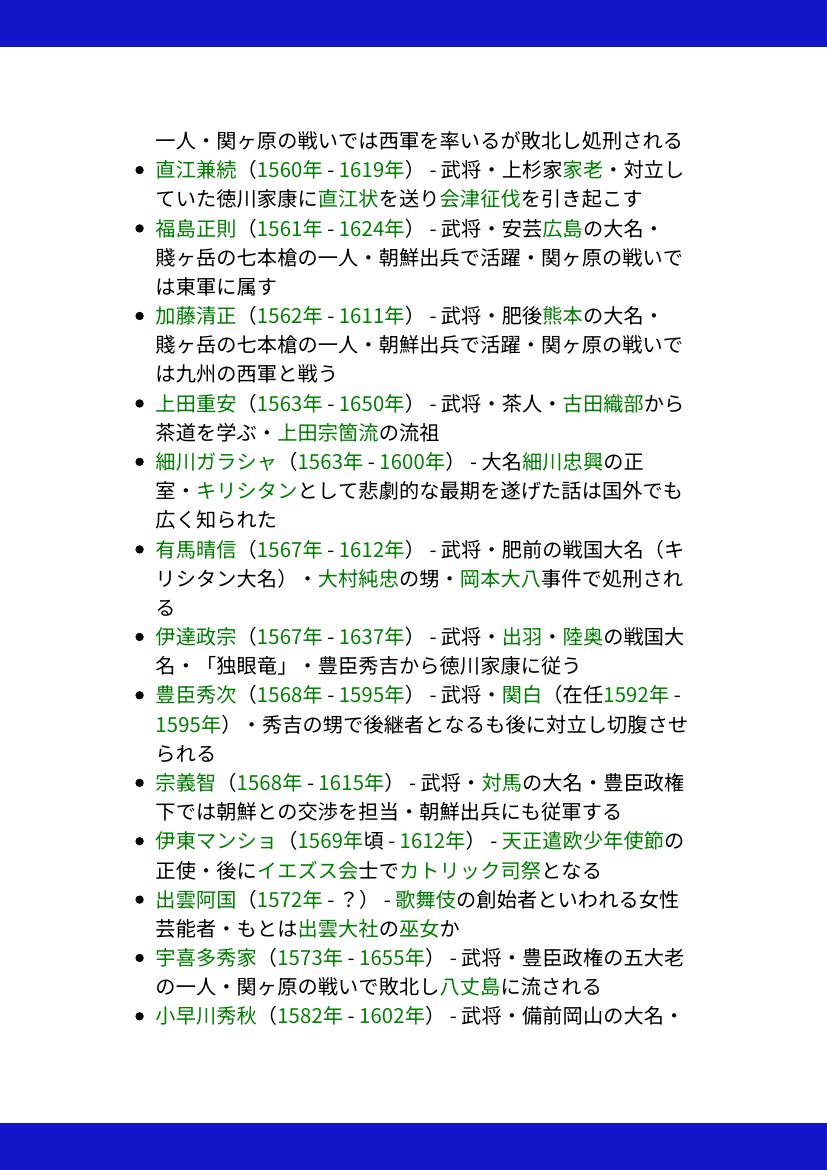 一人・関ヶ原の戦いでは西軍を率いるが敗北し処刑される
• 直江兼続（1560年 - 1619年） - 武将・上杉家家老・対立し
ていた徳川家康に直江状を送り会津征伐を引き起こす
• 福島正則（1561年 - 1624年） - 武将・安芸広島の大名・
賤ヶ岳の七本槍の一人・朝鮮出兵で活躍・関ヶ原の戦いで
は東軍に属す
• 加藤清正（1562年 - 1611年） - 武将・肥後熊本の大名・
賤ヶ岳の七本槍の一人・朝鮮出兵で活躍・関ヶ原の戦いで
は九州の西軍と戦う
• 上田重安（1563年 - 1650年） - 武将・茶人・古田織部から
茶道を学ぶ・上田宗箇流の流祖
• 細川ガラシャ（1563年 - 1600年） - 大名細川忠興の正
室・キリシタンとして悲劇的な最期を遂げた話は国外でも
広く知られた
• 有馬晴信（1567年 - 1612年） - 武将・肥前の戦国大名（キ
リシタン大名）・大村純忠の甥・岡本大八事件で処刑され
る
• 伊達政宗（1567年 - 1637年） - 武将・出羽・陸奥の戦国大
名・「独眼竜」・豊臣秀吉から徳川家康に従う
• 豊臣秀次（1568年 - 1595年） - 武将・関白（在任1592年 -
1595年）・秀吉の甥で後継者となるも後に対立し切腹させ
られる
• 宗義智（1568年 - 1615年） - 武将・対馬の大名・豊臣政権
下では朝鮮との交渉を担当・朝鮮出兵にも従軍する
• 伊東マンショ（1569年頃 - 1612年） - 天正遣欧少年使節の
正使・後にイエズス会士でカトリック司祭となる
• 出雲阿国（1572年 - ？） - 歌舞伎の創始者といわれる女性
芸能者・もとは出雲大社の巫女か
• 宇喜多秀家（1573年 - 1655年） - 武将・豊臣政権の五大老
の一人・関ヶ原の戦いで敗北し八丈島に流される
• 小早川秀秋（1582年 - 1602年） - 武将・備前岡山の大名・